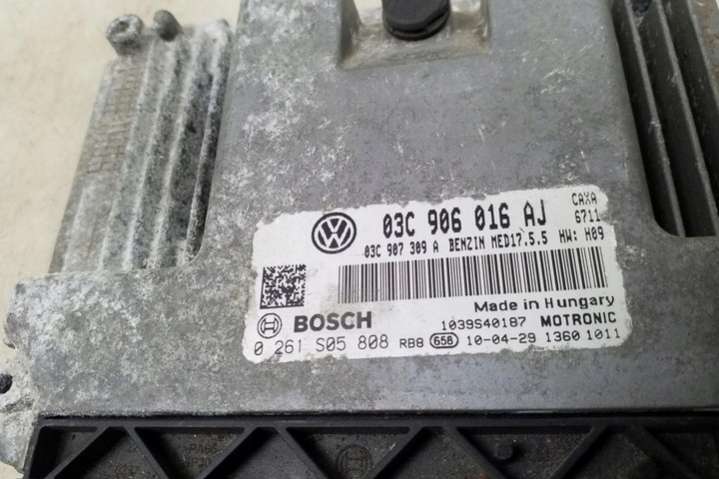 03C 906 016 AJ CAXA
6711
03C 907 309 A BENZIN MED17.5.5 HW: H09
Made in Hungary
BOSCH 1039S40187 MOTRONIC
0 261 S05 808 RB8 658 10-04-29 1360 1011